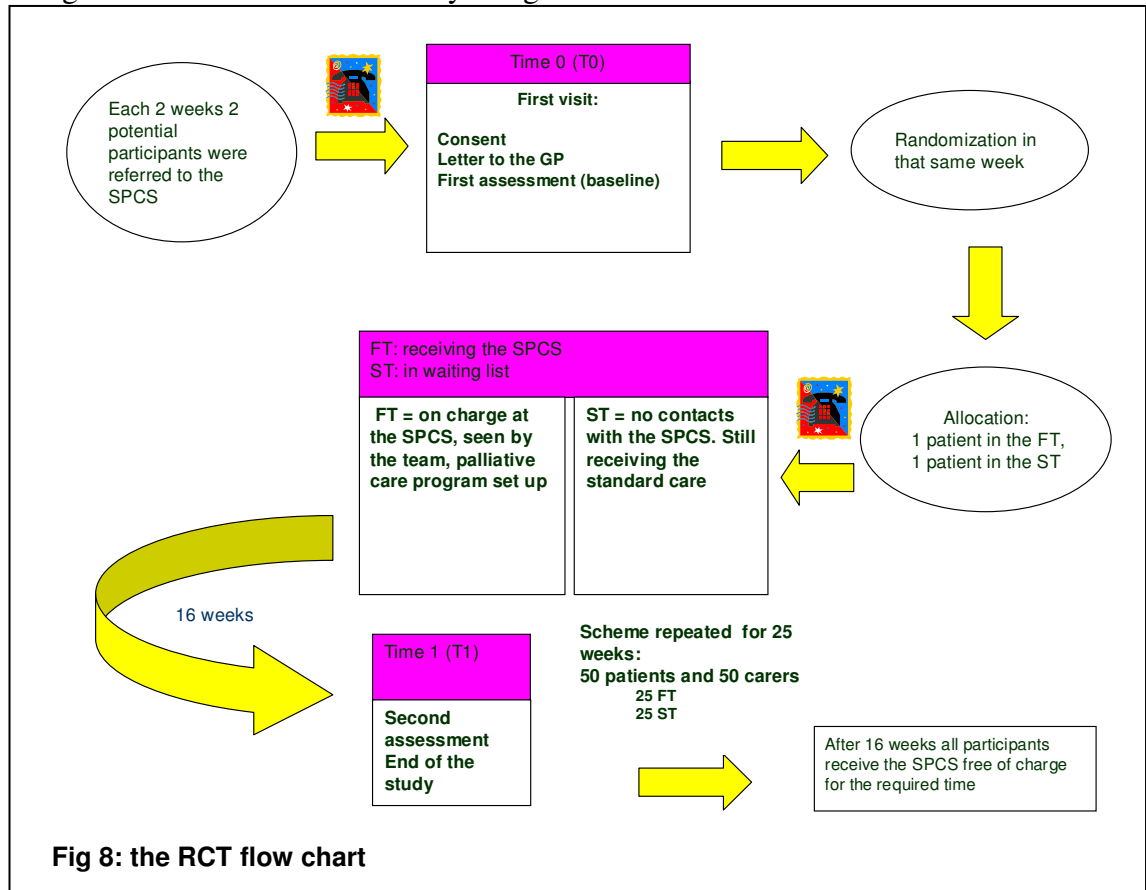 Each 2 weeks 2
potential
participants were
referred to the
SPCS
Time 0 (T0)
First visit:
Consent
Letter to the GP
First assessment (baseline)
Randomization in
that same week
Allocation:
1 patient in the FT,
1 patient in the ST
FT: receiving the SPCS
ST: in waiting list
FT = on charge at
the SPCS, seen by
the team, palliative
care program set up
ST = no contacts
with the SPCS. Still
receiving the
standard care
16 weeks
Time 1 (T1)
Second
assessment
End of the
study
Scheme repeated for 25
weeks:
50 patients and 50 carers
25 FT
25 ST
After 16 weeks all participants
receive the SPCS free of charge
for the required time
Fig 8: the RCT flow chart